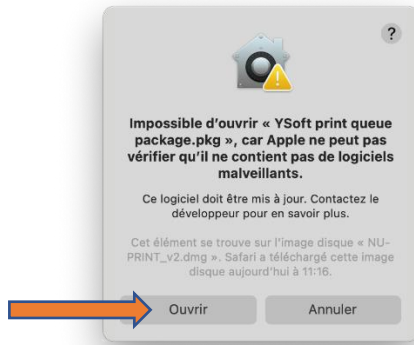 ?
Impossible d'ouvrir « YSoft print queue
package.pkg », car Apple ne peut pas
vérifier qu'il ne contient pas de logiciels
malveillants.
Ce logiciel doit être mis à jour. Contactez le
développeur pour en savoir plus.
Cet élément se trouve sur l'image disque « NU-
PRINT_v2.dmg ». Safari a téléchargé cette image
disque aujourd'hui à 11:16.
Ouvrir Annuler